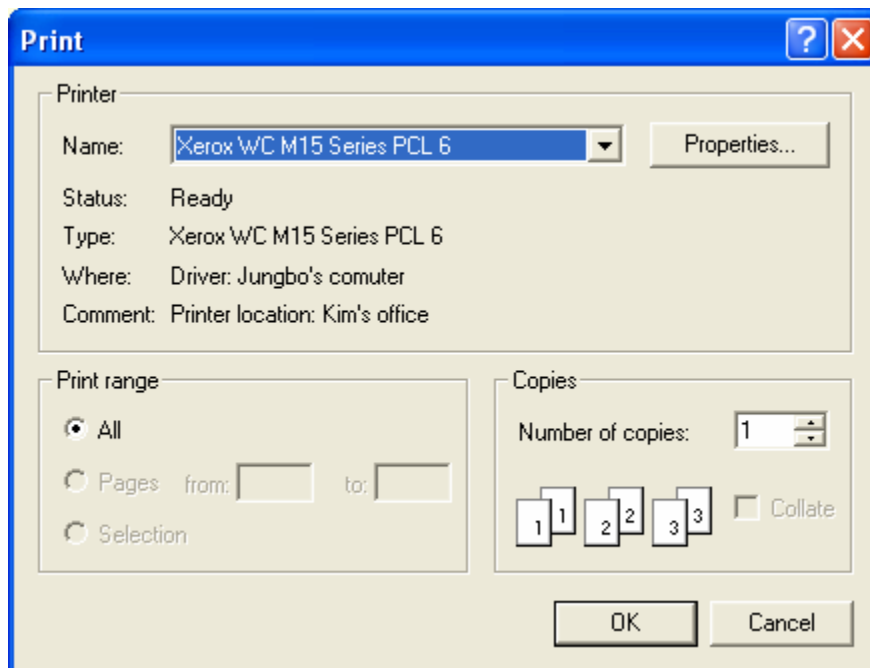 Print
Printer
Name: Xerox WC M15 Series PCL 6 Properties...
Status: Ready
Type: Xerox WC M15 Series PCL 6
Where: Driver: Jungbo's comuter
Comment: Printer location: Kim's office
Print range
All
Pages from: to:
Selection
Copies
Number of copies: 1
1 1 2 2 3 3 Collate
OK Cancel